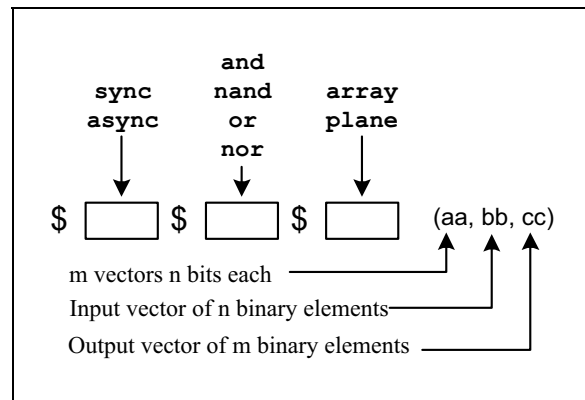 and
sync nand array
async or plane
nor
$ $ $ (aa, bb, cc)
m vectors n bits each
Input vector of n binary elements
Output vector of m binary elements